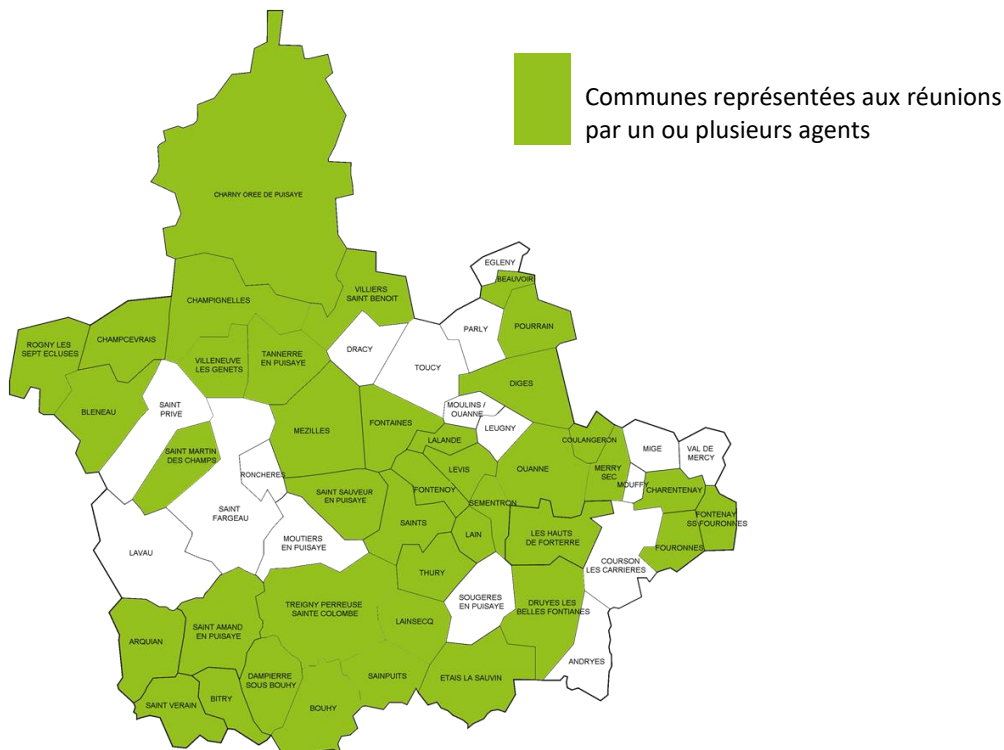 Communes représentées aux réunions
par un ou plusieurs agents
CHARNY OREE DE PUISAYE
EGLENY
BEAUVOIR
VILLIERS
SAINT BENOIT
CHAMPIGNELLES
PARLY
POURRAIN
ROGNY LES
SEPT ECLUSES
CHAMPCEVRAIS
VILLENEUVE
LES GENETS
TANNERRE
EN PUISAYE
DRACY
TOUCY
DIGES
BLENEAU
SAINT
PRIVE
MOULINS /
OUANNE
LEUGNY
MEZILLES
FONTAINES
LALANDE
COULANGERON
MIGE
VAL DE
MERCY
SAINT MARTIN
DES CHAMPS
RONCHERES
LEVIS
OUANNE
MERRY
SEC
MOUFFY
CHARENTENAY
SAINT SAUVEUR
EN PUISAYE
FONTENOY
SEMENTRON
FONTENAY
SS FOURONNES
SAINT
FARGEAU
SAINTS
LAIN
LES HAUTS
DE FORTERRE
FOURONNES
LAVAU
MOUTIERS
EN PUISAYE
COURSON
LES CARRIERES
THURY
SOUGERES
EN PUISAYE
DRUYES LES
BELLES FONTIANES
TREIGNY PERREUSE
SAINTE COLOMBE
LAINSECQ
ARQUIAN
SAINT AMAND
EN PUISAYE
ANDRYES
DAMPIERRE
SOUS BOUHY
SAINPUITS
ETAIS LA SAUVIN
SAINT VERAIN
BITRY
BOUHY